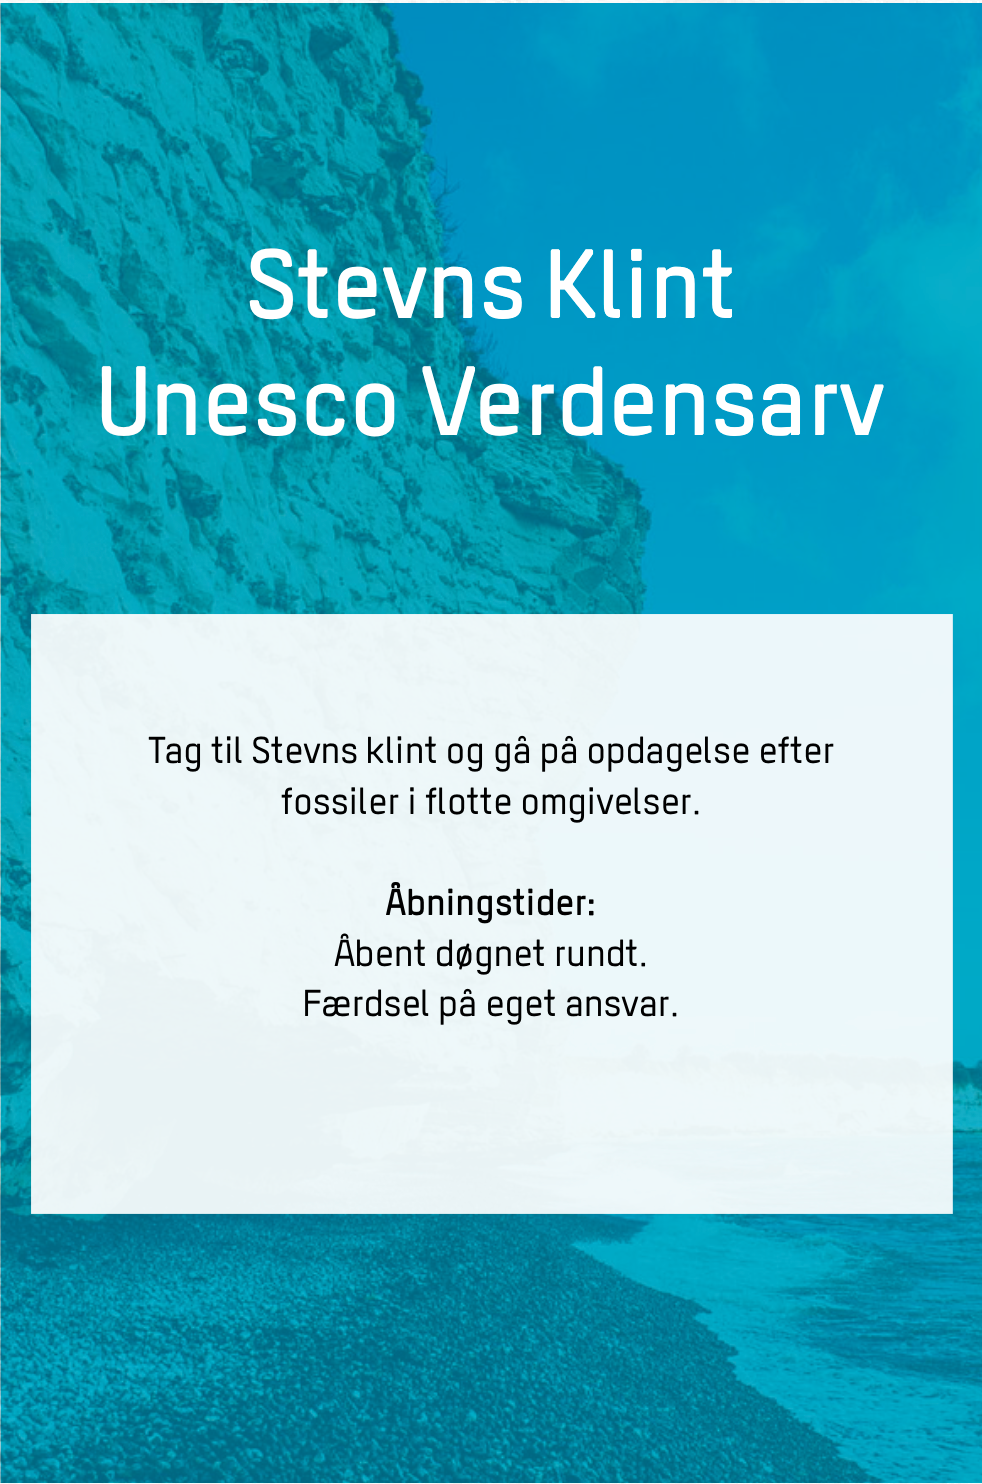 Stevns Klint
Unesco Verdensarv
Tag til Stevns klint og gå på opdagelse efter
fossiler i flotte omgivelser.
Åbningstider:
Åbent døgnet rundt.
Færdsel på eget ansvar.